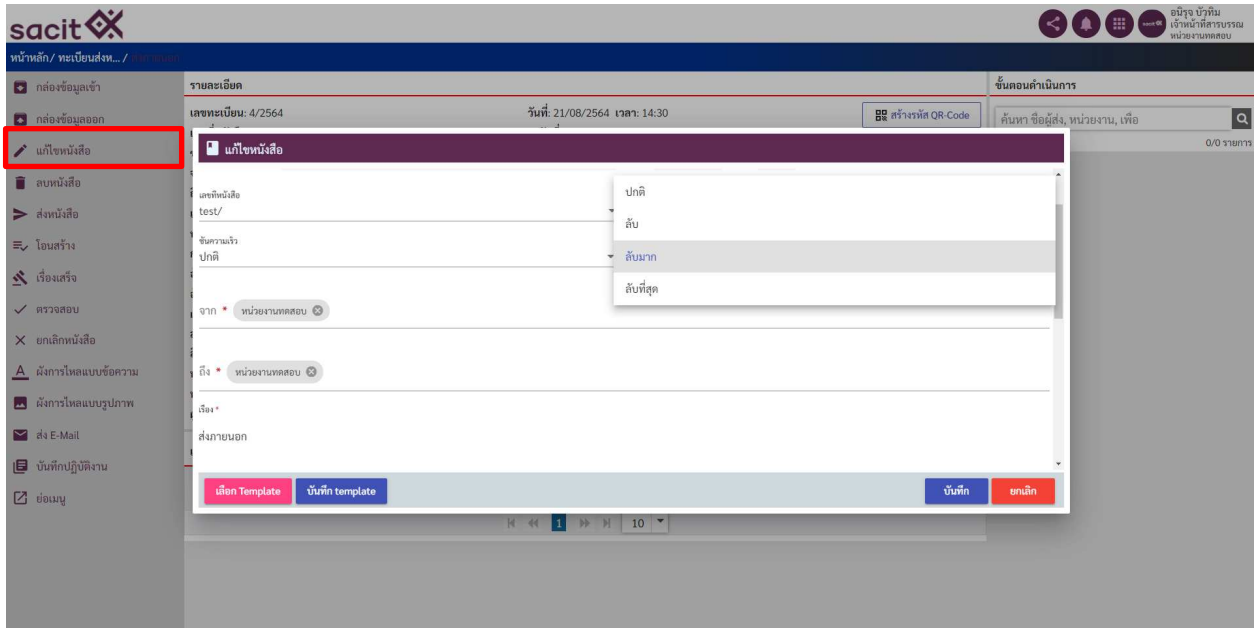 sacit
อนิรุจ บัวทิม
เจ้าหน้าที่สารบรรณ
หน่วยงานทดสอบ
หน้าหลัก/ ทะเบียนส่งห... /
กล่องข้อมูลเข้า
กล่องข้อมูลออก
แก้ไขหนังสือ
ลบหนังสือ
ส่งหนังสือ
โอนสร้าง
เรื่องเสร็จ
ตรวจสอบ
ยกเลิกหนังสือ
ผังการไหลแบบข้อความ
ผังการไหลแบบรูปภาพ
ส่ง E-Mail
บันทึกปฏิบัติงาน
ย่อเมนู
รายละเอียด
เลขทะเบียน: 4/2564
วันที่: 21/08/2564 เวลา: 14:30
สร้างรหัส QR-Code
ขั้นตอนดำเนินการ
ค้นหา ชื่อผู้ส่ง, หน่วยงาน, เพื่อ
0/0 รายการ
แก้ไขหนังสือ
เลขที่หนังสือ
test/
ชั้นความเร็ว
ปกติ
ปกติ
ลับ
ลับมาก
ลับที่สุด
จาก * หน่วยงานทดสอบ
ถึง * หน่วยงานทดสอบ
เรื่อง *
ส่งภายนอก
เลือก Template
บันทึก template
บันทึก
ยกเลิก
1
10